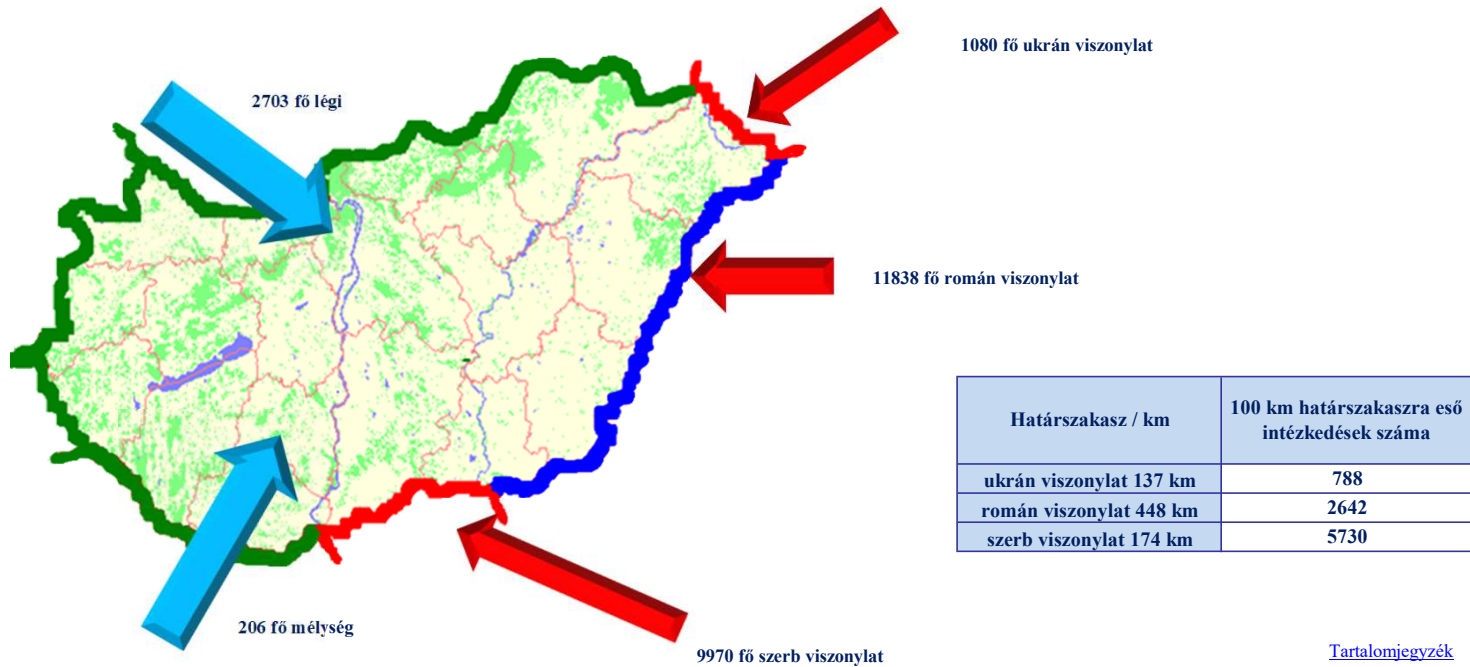 1080 fő ukrán viszonylat
2703 fő légi
11838 fő román viszonylat
Határszakasz / km
100 km határszakaszra eső
intézkedések száma
ukrán viszonylat 137 km 788
román viszonylat 448 km 2642
szerb viszonylat 174 km 5730
206 fő mélység
9970 fő szerb viszonylat
Tartalomjegyzék